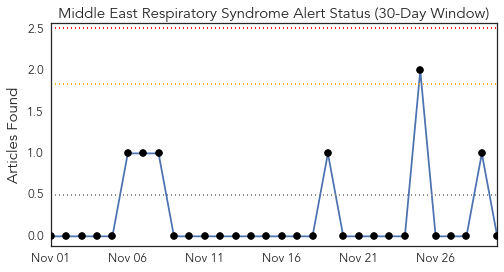 Middle East Respiratory Syndrome Alert Status (30-Day Window)
Articles Found
2.5
2.0
1.5
1.0
0.5
0.0
Nov 01 Nov 06 Nov 11 Nov 16 Nov 21 Nov 26